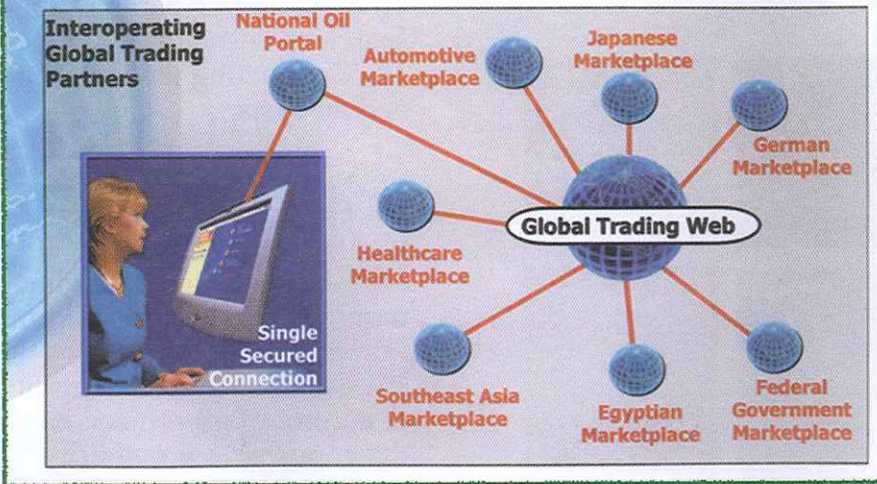 Interoperating
Global Trading
Partners
National Oil
Portal
Automotive
Marketplace
Japanese
Marketplace
German
Marketplace
Global Trading Web
Healthcare
Marketplace
Single
Secured
Connection
Southeast Asia
Marketplace
Egyptian
Marketplace
Federal
Government
Marketplace